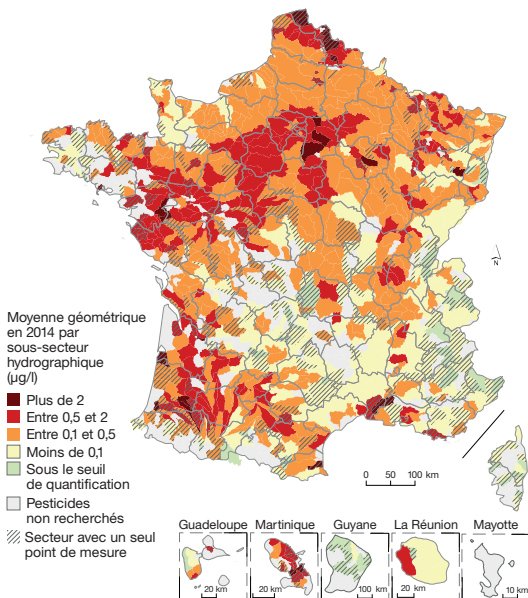 N
Moyenne géométrique
en 2014 par
sous-secteur
hydrographique
(µg/l)
Plus de 2
Entre 0,5 et 2
Entre 0,1 et 0,5
Moins de 0,1
Sous le seuil
de quantification
Pesticides
non recherchés
Secteur avec un seul
point de mesure
0 50 100 km
Guadeloupe Martinique Guyane La Réunion Mayotte
20 km 20 km 100 km 20 km 10 km